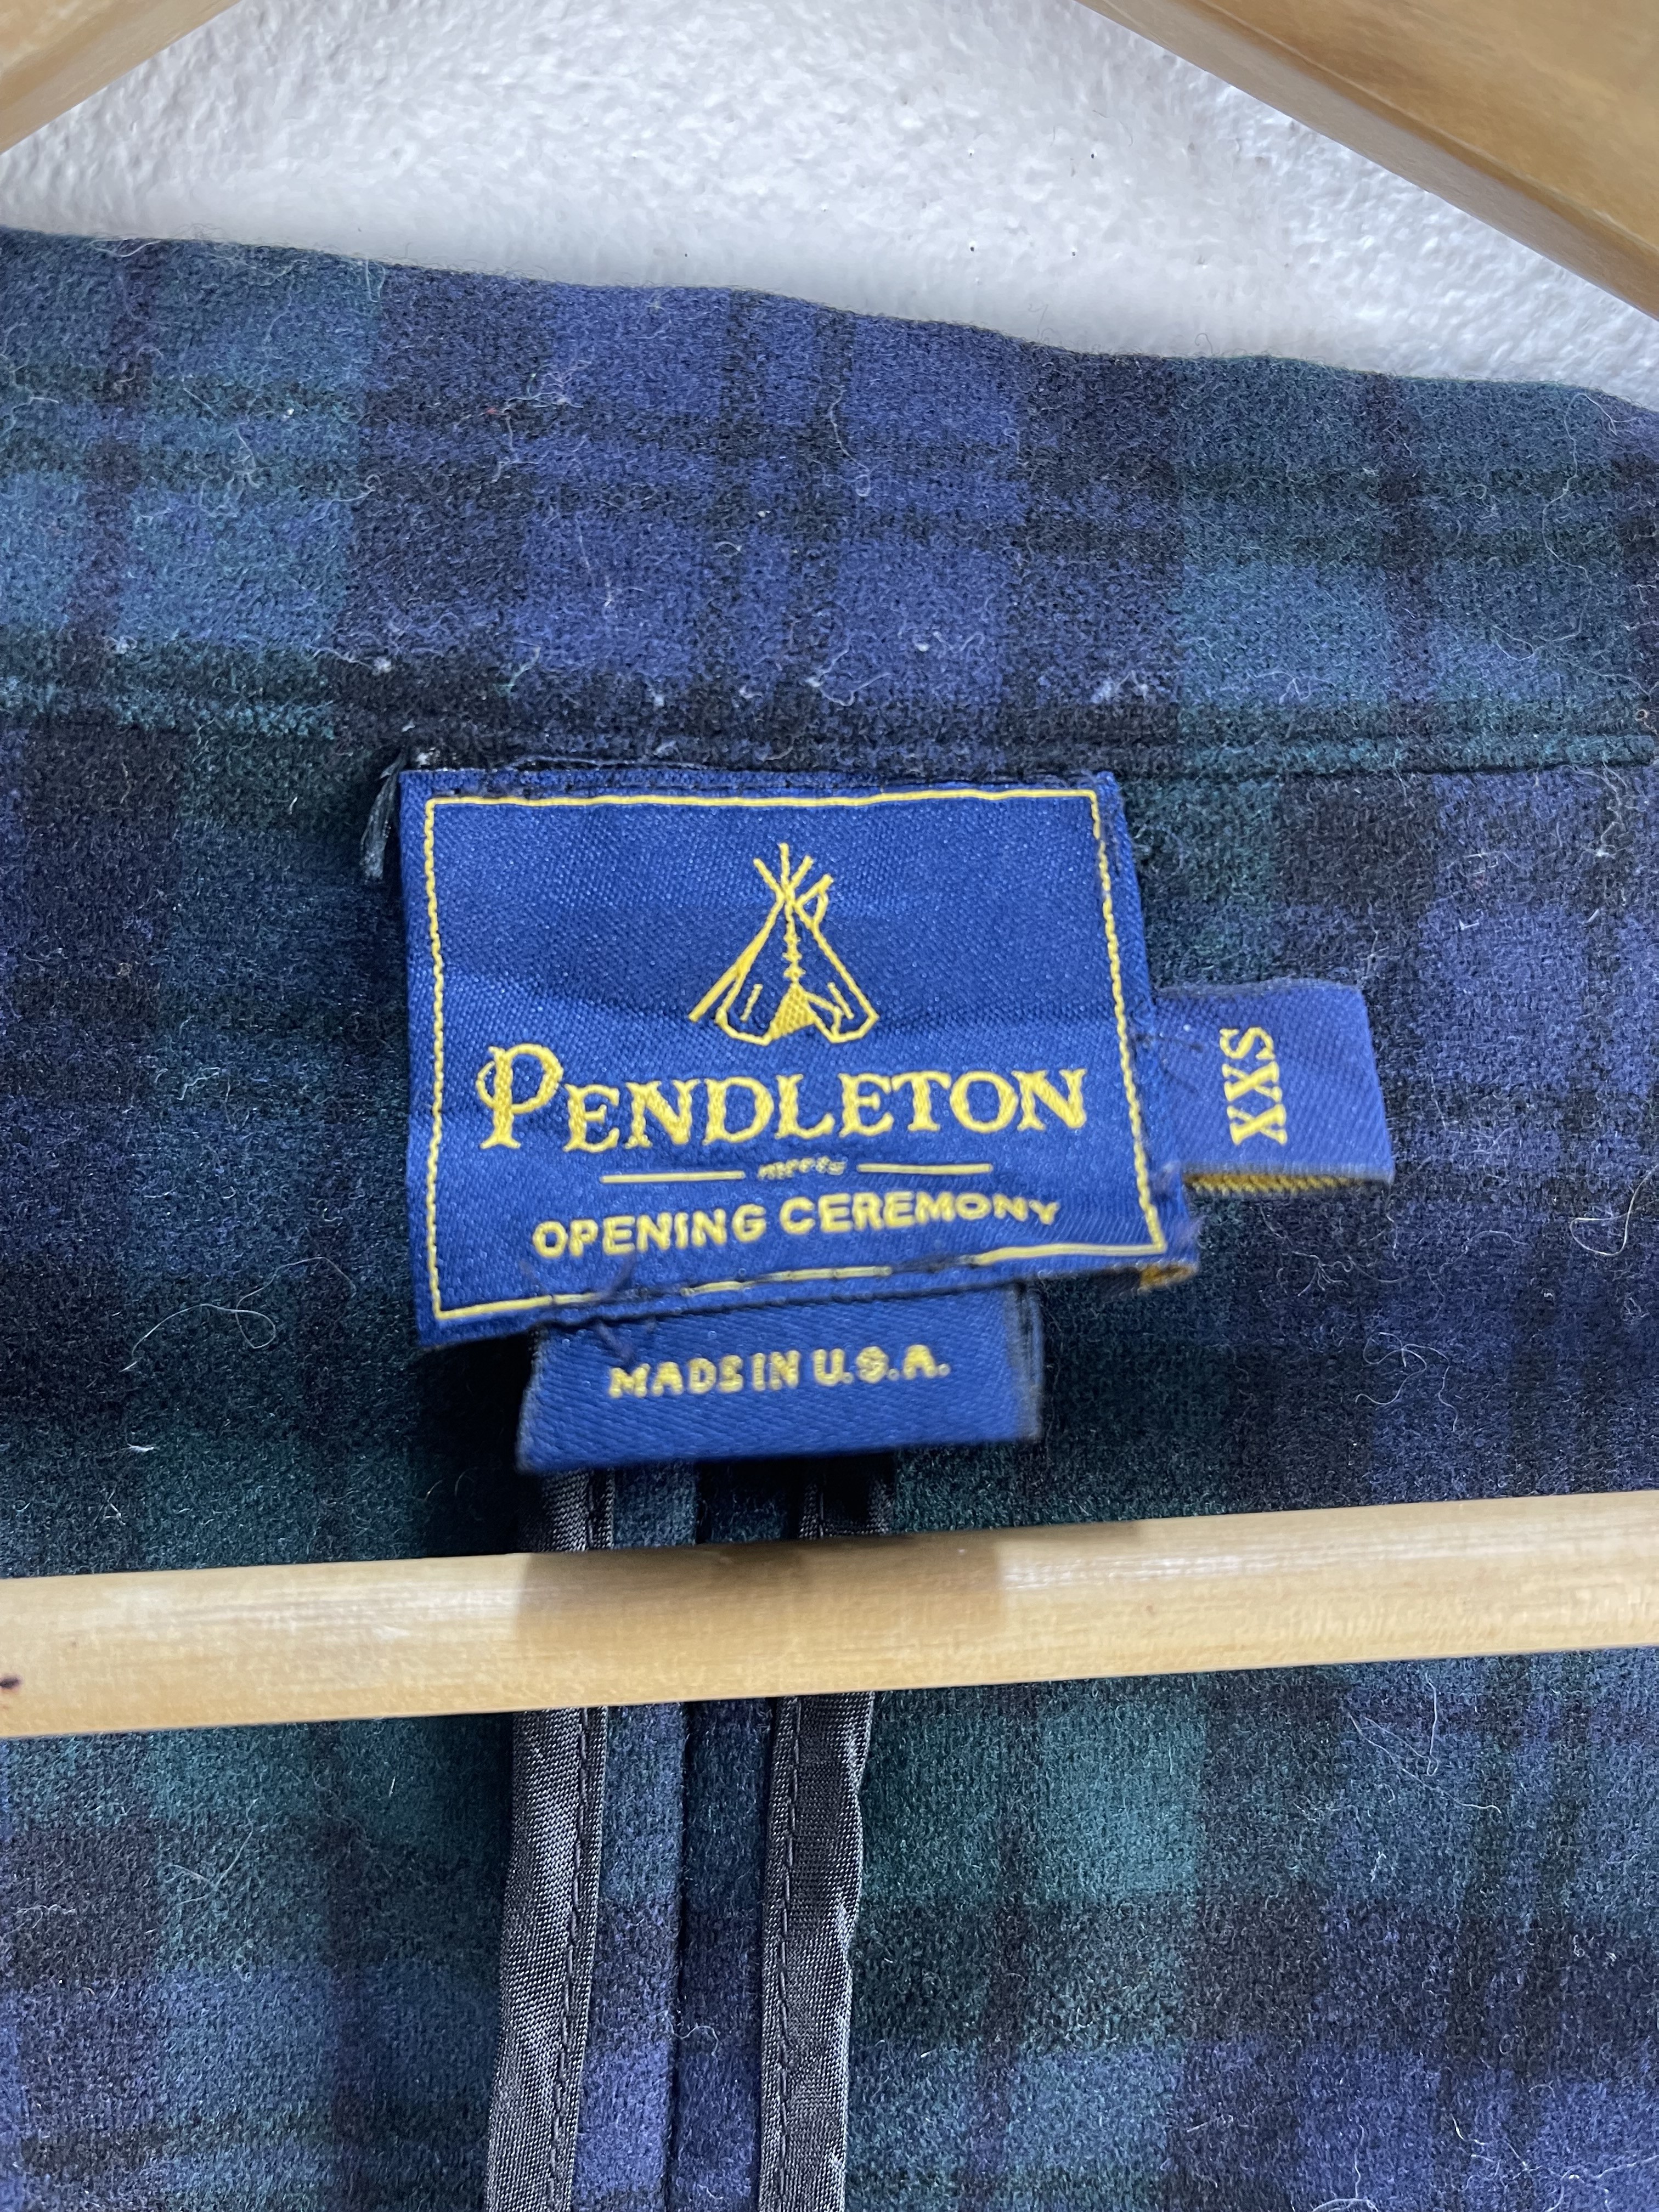 PENDLETON
meets
OPENING CEREMONY
XXS
MADE IN U.S.A.